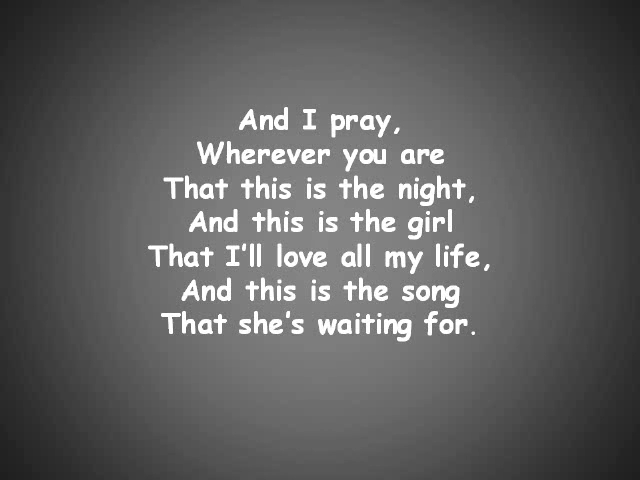 And I pray,
Wherever you are
That this is the night,
And this is the girl
That I'll love all my life,
And this is the song
That she's waiting for.